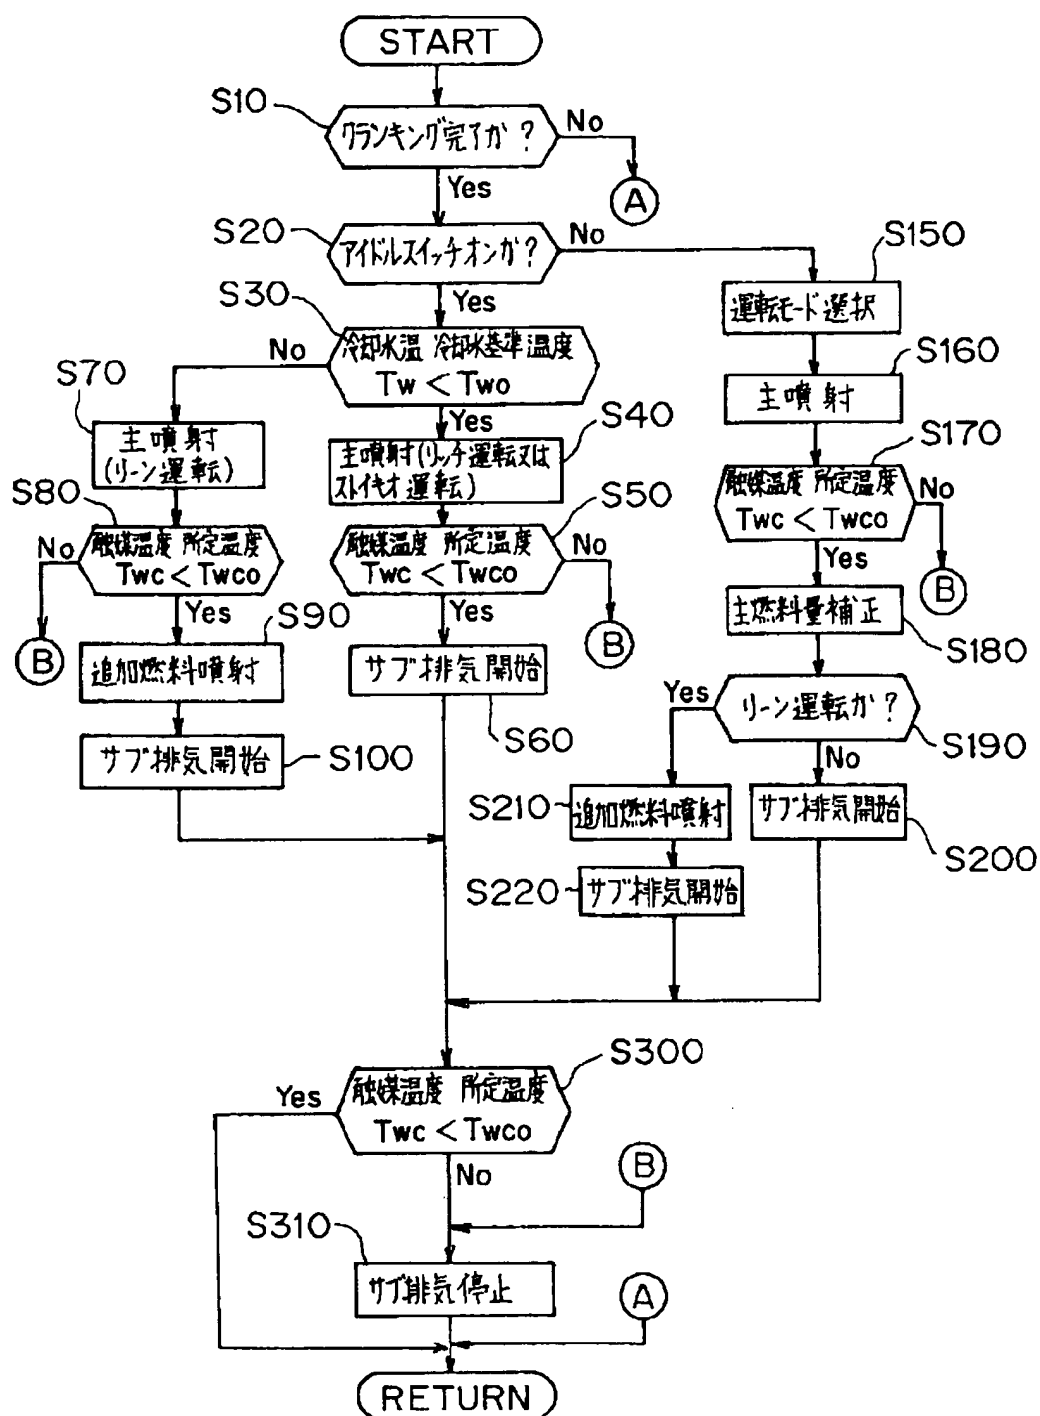 START
S10
クランキング完了か？
No
A
Yes
S20
アイドルスイッチオンか？
No
S150
運転モード選択
Yes
S30
冷却水温 冷却水基準温度
Tw < Two
No
S160
主噴射
S70
主噴射
(リーン運転)
Yes
S40
主噴射(リッチ運転又は
ストイキオ運転)
S170
触媒温度 所定温度
Twc < Twco
No
B
S80
触媒温度 所定温度
Twc < Twco
No
B
S50
触媒温度 所定温度
Twc < Twco
No
B
Yes
主燃料量補正
S180
Yes
S90
追加燃料噴射
Yes
サブ排気開始
S60
リーン運転か？
S190
Yes
No
サブ排気開始
S100
S210
追加燃料噴射
サブ排気開始
S200
S220
サブ排気開始
S300
触媒温度 所定温度
Twc < Twco
Yes
No
B
S310
サブ排気停止
A
RETURN